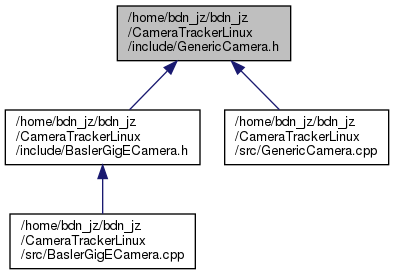 /home/bdn_jz/bdn_jz
/CameraTrackerLinux
/include/GenericCamera.h
/home/bdn_jz/bdn_jz
/CameraTrackerLinux
/include/BaslerGigECamera.h
/home/bdn_jz/bdn_jz
/CameraTrackerLinux
/src/GenericCamera.cpp
/home/bdn_jz/bdn_jz
/CameraTrackerLinux
/src/BaslerGigECamera.cpp